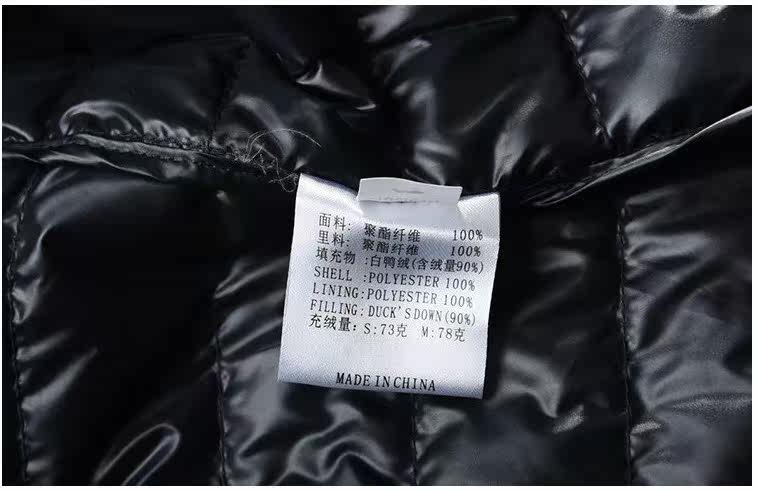 面料: 聚酯纤维 100%
里料: 聚酯纤维 100%
填充物 :白鸭绒(含绒量90%)
SHELL :POLYESTER 100%
LINING:POLYESTER 100%
FILLING:DUCK'S DOWN(90%)
充绒量: S:73克 M:78克
MADE IN CHINA